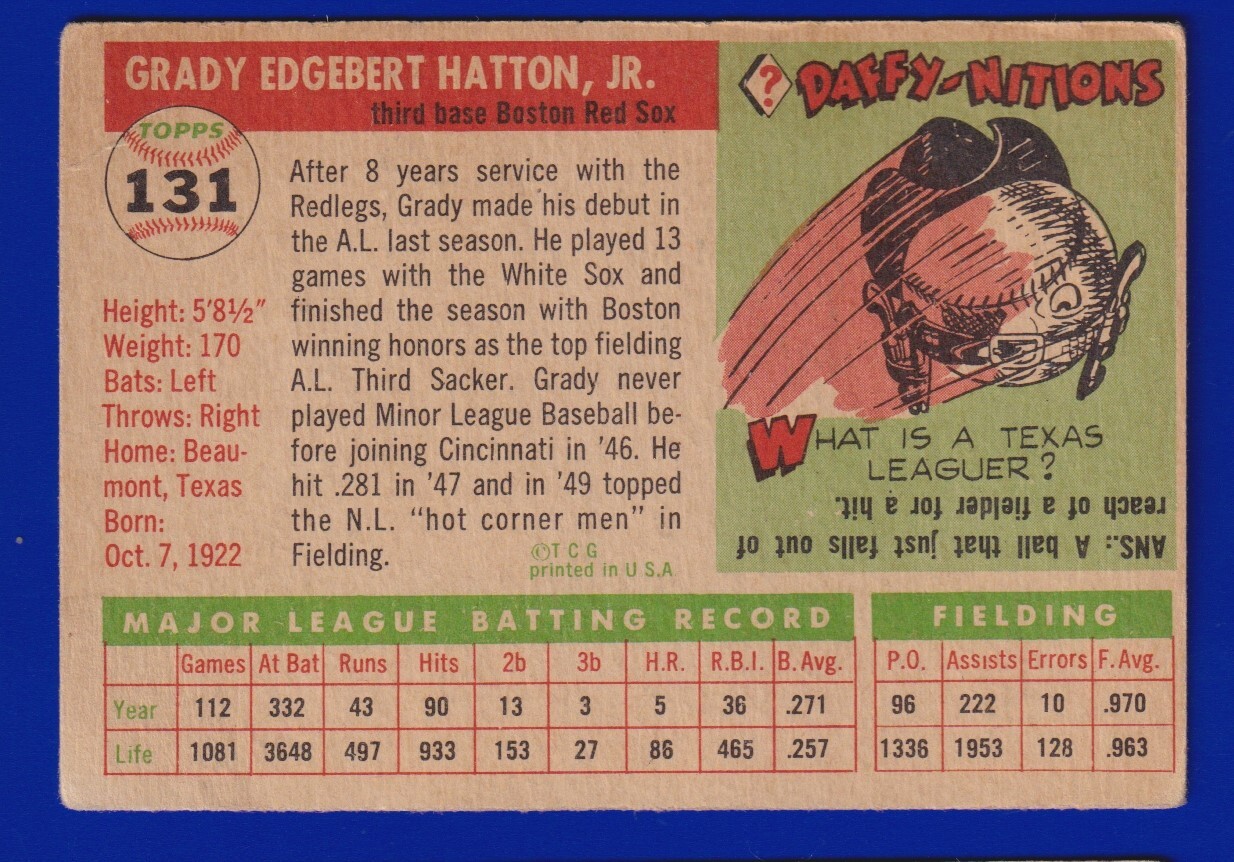 GRADY EDGEBERT HATTON, JR.
third base Boston Red Sox
TOPPS
131
Height: 5'8½"
Weight: 170
Bats: Left
Throws: Right
Home: Beau-
mont, Texas
Born:
Oct. 7, 1922
After 8 years service with the
Redlegs, Grady made his debut in
the A.L. last season. He played 13
games with the White Sox and
finished the season with Boston
winning honors as the top fielding
A.L. Third Sacker. Grady never
played Minor League Baseball be-
fore joining Cincinnati in '46. He
hit .281 in '47 and in '49 topped
the N.L. "hot corner men" in
Fielding.
©T C G
printed in U S.A
? DAFFY-NITIONS
WHAT IS A TEXAS
LEAGUER?
ANS.: A ball that just falls out of
reach of a fielder for a hit.
MAJOR LEAGUE BATTING RECORD
Games At Bat Runs Hits 2b 3b H.R. R.B.I. B. Avg.
Year 112 332 43 90 13 3 5 36 .271
Life 1081 3648 497 933 153 27 86 465 .257
FIELDING
P.O. Assists Errors F. Avg.
96 222 10 .970
1336 1953 128 .963